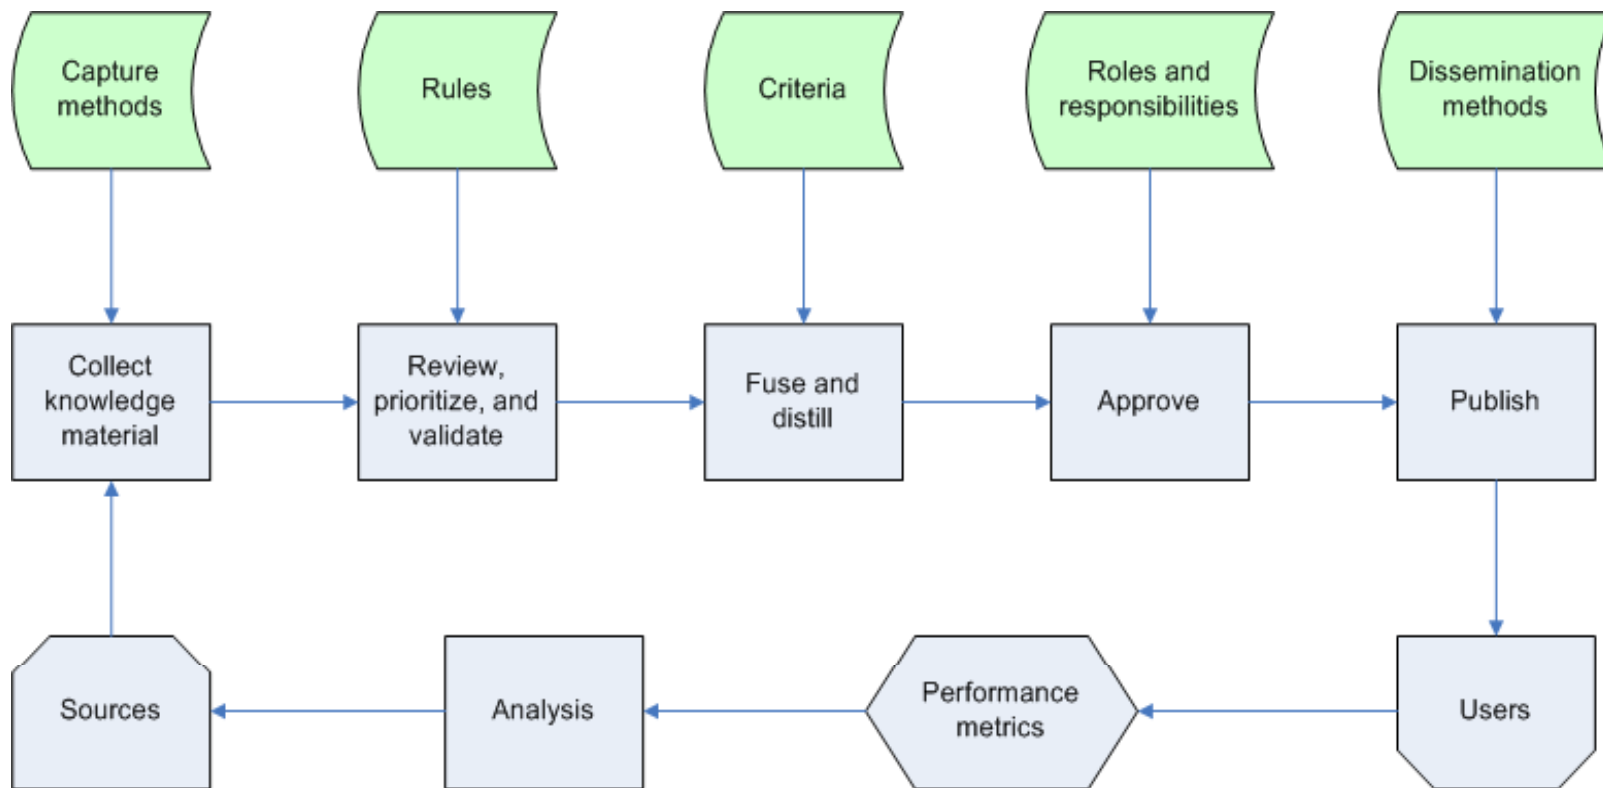 Capture
methods
Rules
Criteria
Roles and
responsibilities
Dissemination
methods
Collect
knowledge
material
Review,
prioritize, and
validate
Fuse and
distill
Approve
Publish
Sources
Analysis
Performance
metrics
Users